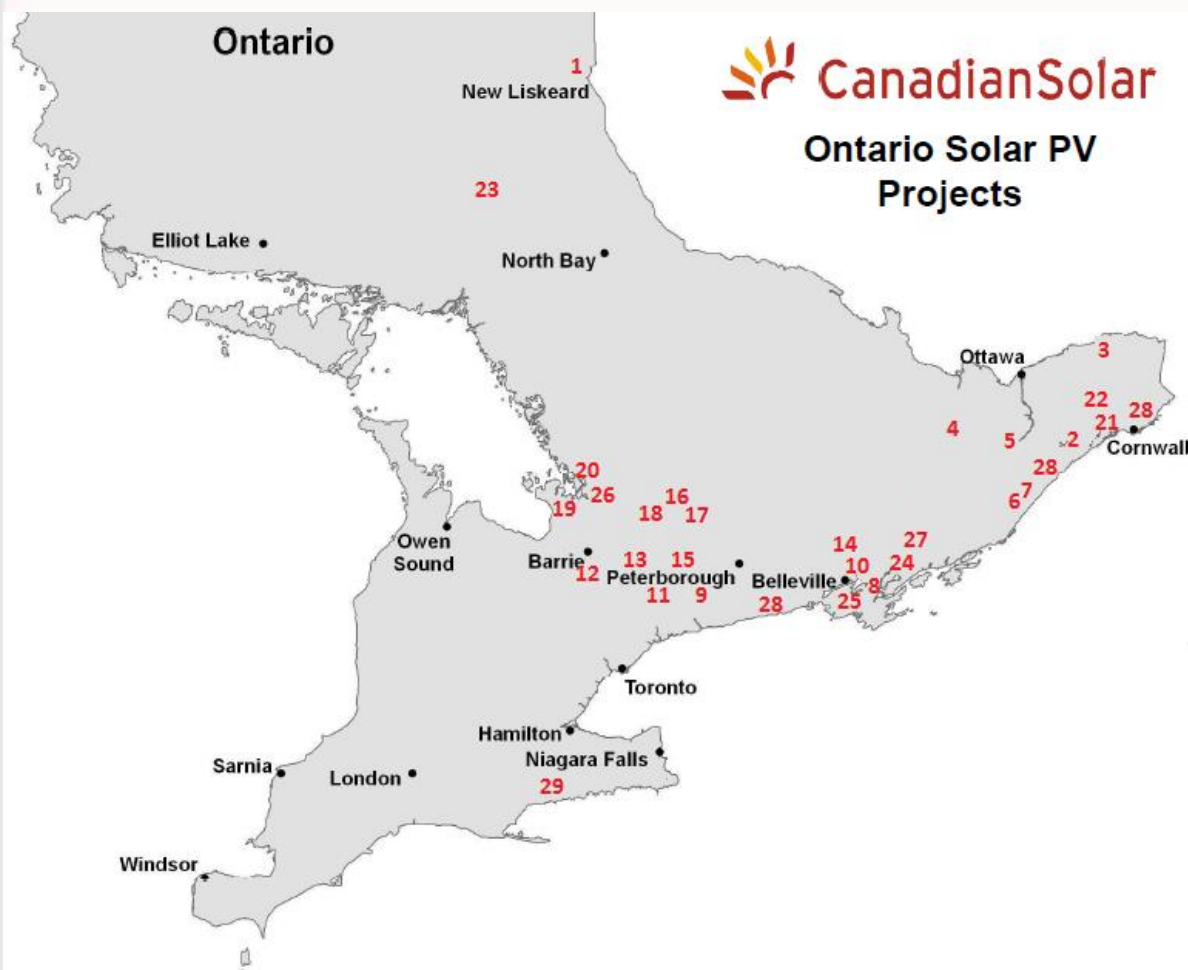 Ontario
CanadianSolar
Ontario Solar PV
Projects
1
New Liskeard
23
Elliot Lake
North Bay
3
Ottawa
22
28
4
21
5
2
Cornwall
28
20
7
26
16
6
19
18
17
Owen
Sound
14
27
Barrie
13
15
10
24
12
Peterborough
Belleville
8
11
9
28
25
Toronto
Hamilton
Niagara Falls
Sarnia
London
29
Windsor